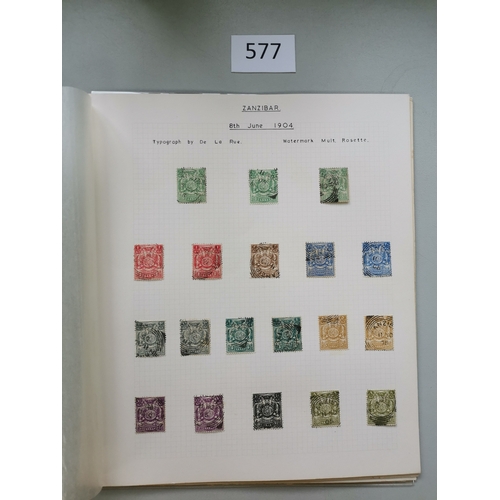 577
ZANZIBAR.
8th June 1904
Typograph by De La Rue. Watermark Mult. Rosette.